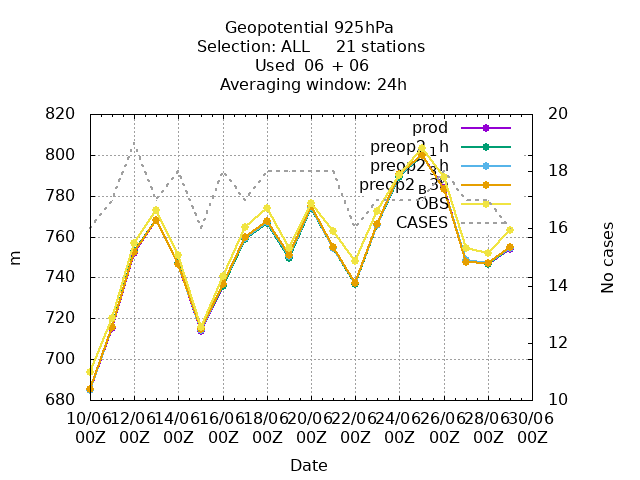 Geopotential 925hPa
Selection: ALL 21 stations
Used 06 + 06
Averaging window: 24h
820
800
780
760
740
720
700
680
20
18
16
14
12
10
prod
preop2_1h
h
preop2_B_3h
OBS
CASES
m
No cases
10/06 12/06 14/06 16/06 18/06 20/06 22/06 24/06 26/06 28/06 30/06
00Z 00Z 00Z 00Z 00Z 00Z 00Z 00Z 00Z 00Z 00Z
Date